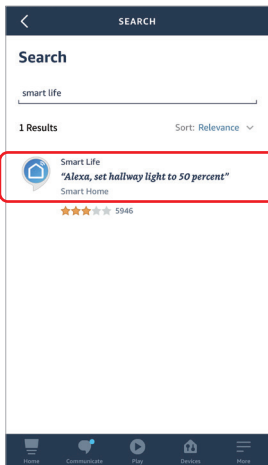 SEARCH
Search
smart life
1 Results Sort: Relevance
Smart Life
"Alexa, set hallway light to 50 percent"
Smart Home
5946
Home Communicate Play Devices More